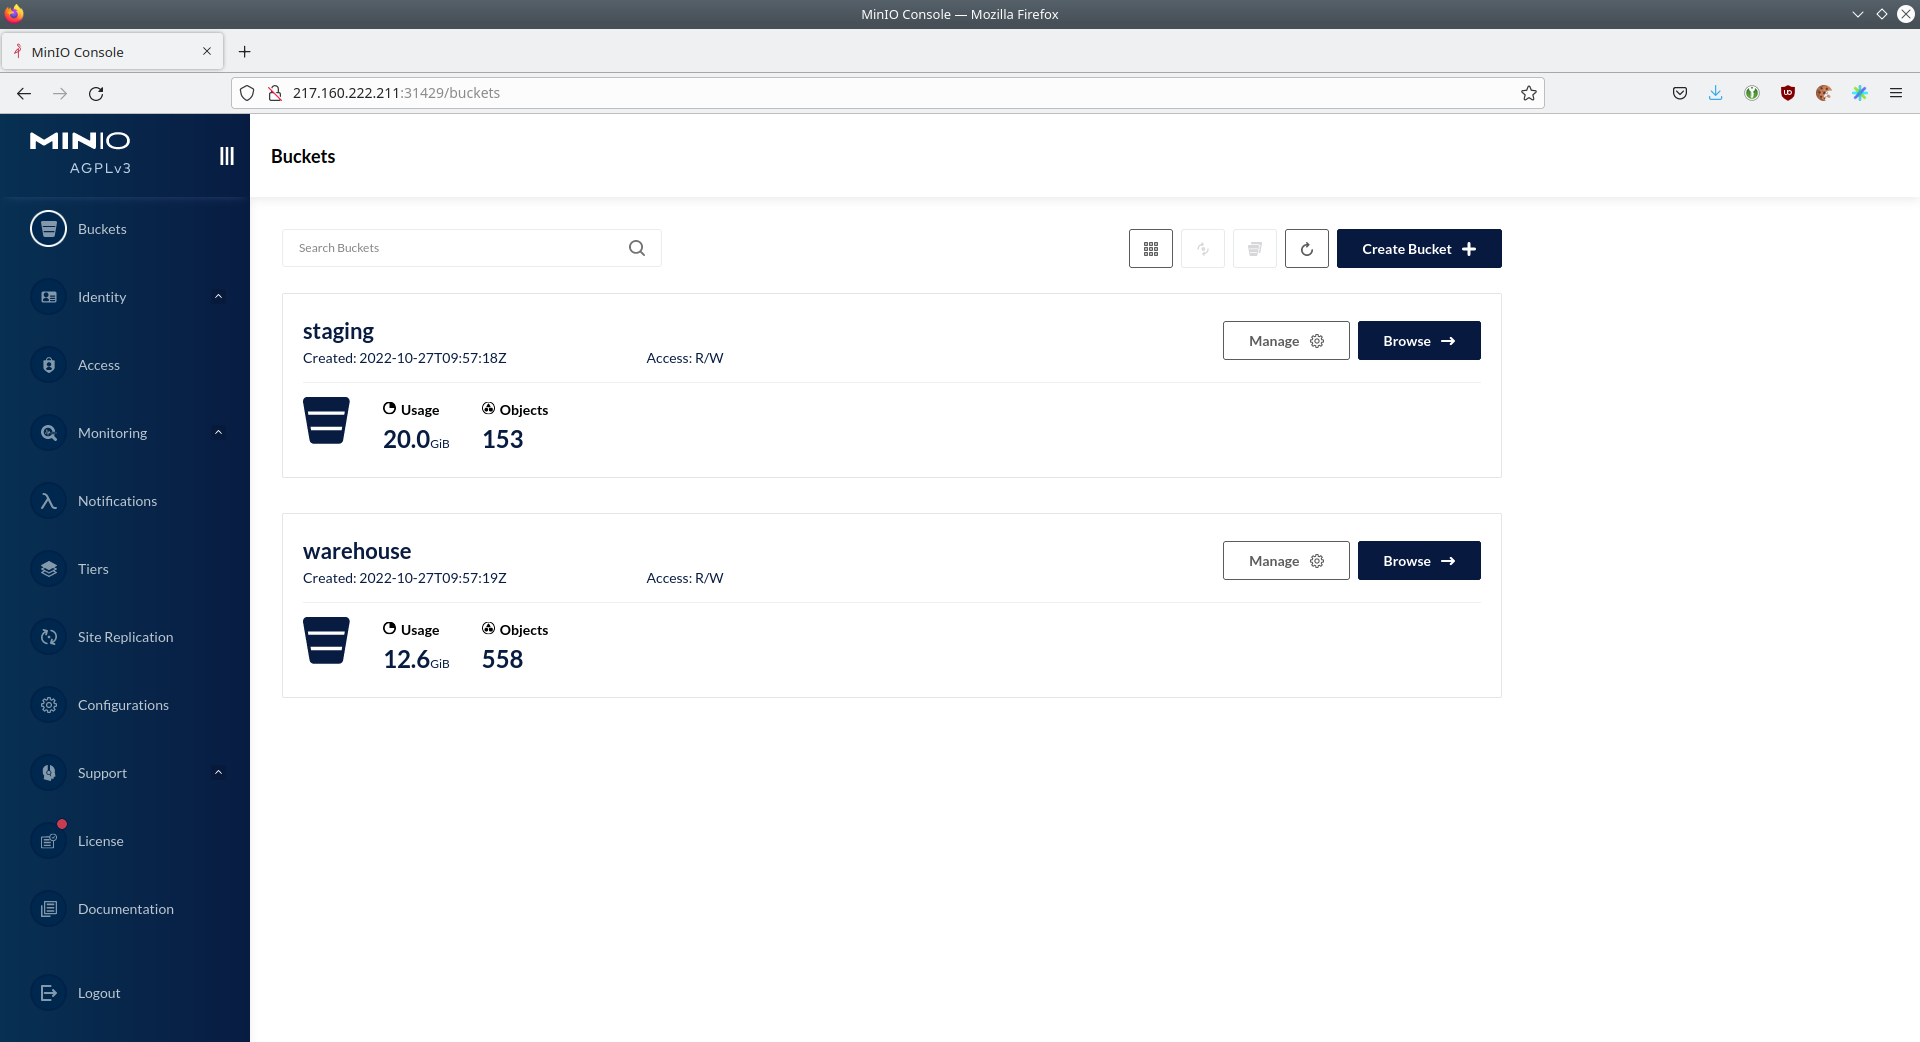 MinIO Console — Mozilla Firefox
MinIO Console
217.160.222.211:31429/buckets
MINIO
AGPLv3
Buckets
Identity
Access
Monitoring
Notifications
Tiers
Site Replication
Configurations
Support
License
Documentation
Logout
Buckets
Search Buckets
Create Bucket
staging
Created: 2022-10-27T09:57:18Z Access: R/W
Manage Browse
Usage Objects
20.0GiB 153
warehouse
Created: 2022-10-27T09:57:19Z Access: R/W
Manage Browse
Usage Objects
12.6GiB 558